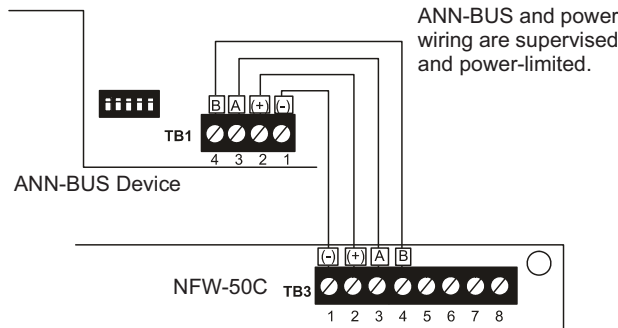 ANN-BUS and power
wiring are supervised
and power-limited.
B A (+) (-)
TB1
4 3 2 1
ANN-BUS Device
(-) (+) A B
NFW-50C TB3
1 2 3 4 5 6 7 8